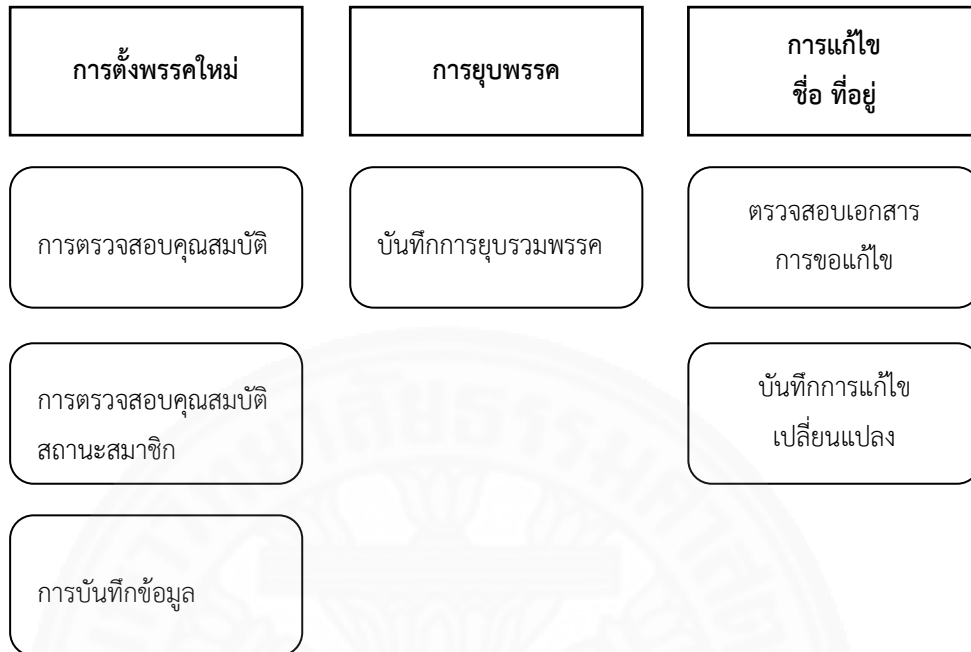 การตั้งพรรคใหม่
การยุบพรรค
การแก้ไข
ชื่อ ที่อยู่
การตรวจสอบคุณสมบัติ
บันทึกการยุบรวมพรรค
ตรวจสอบเอกสาร
การขอแก้ไข
การตรวจสอบคุณสมบัติ
สถานะสมาชิก
บันทึกการแก้ไข
เปลี่ยนแปลง
การบันทึกข้อมูล